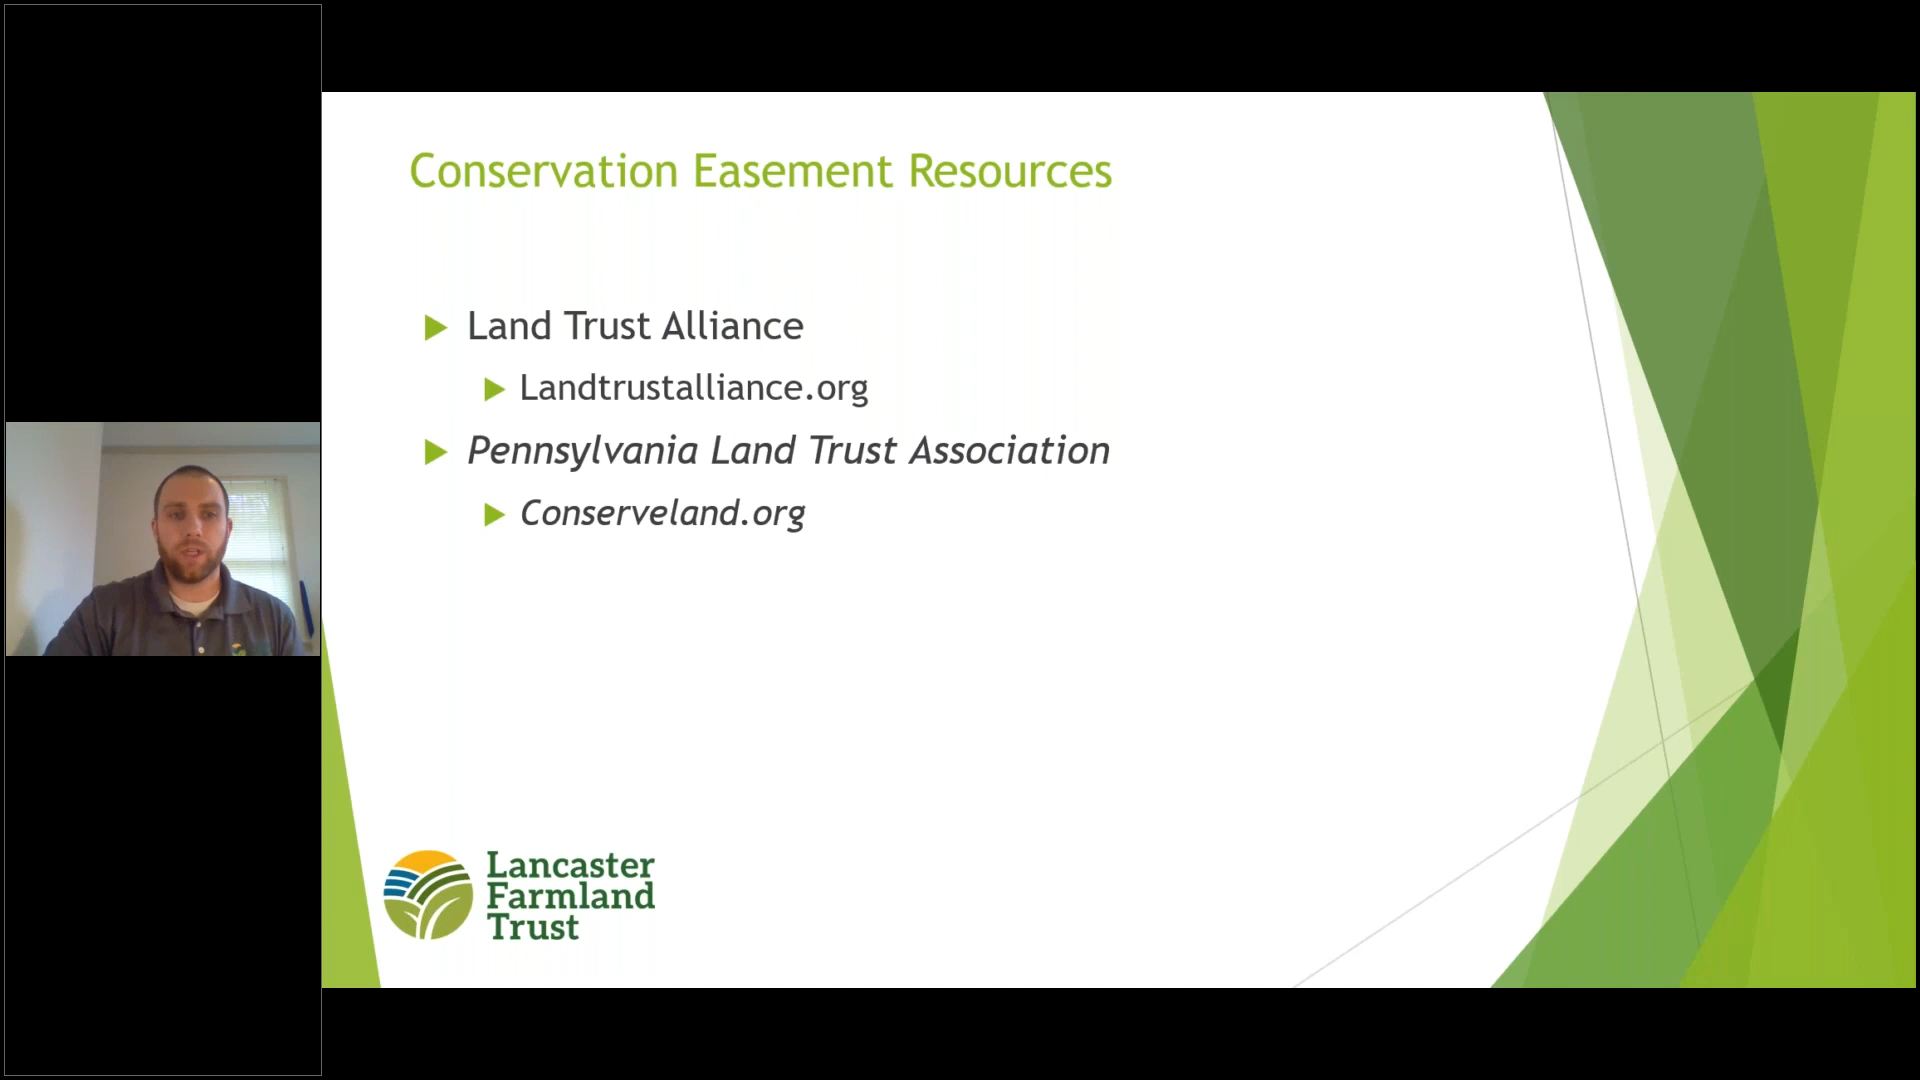 Conservation Easement Resources
Land Trust Alliance
Landtrustalliance.org
Pennsylvania Land Trust Association
Conserveland.org
Lancaster
Farmland
Trust